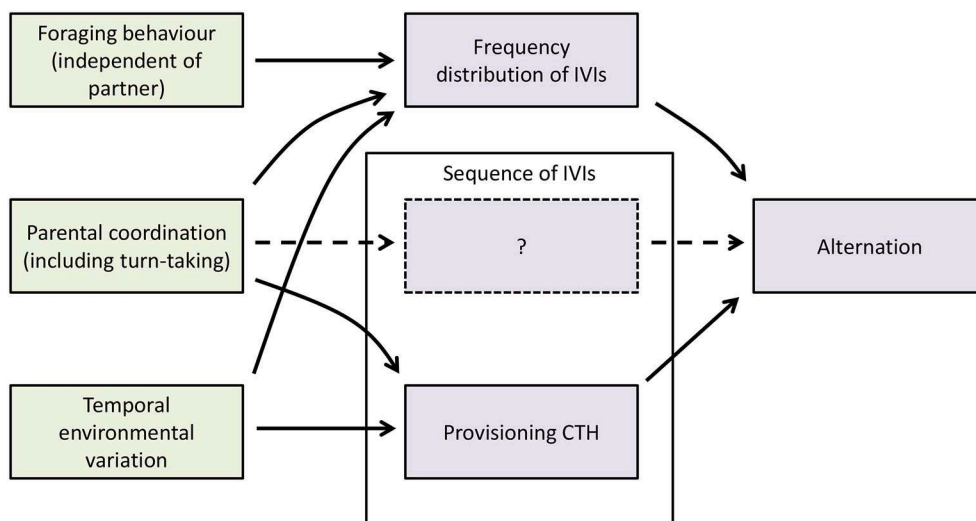 Foraging behaviour
(independent of
partner)
Frequency
distribution of IVIs
Sequence of IVIs
Parental coordination
(including turn-taking)
?
Alternation
Temporal
environmental
variation
Provisioning CTH